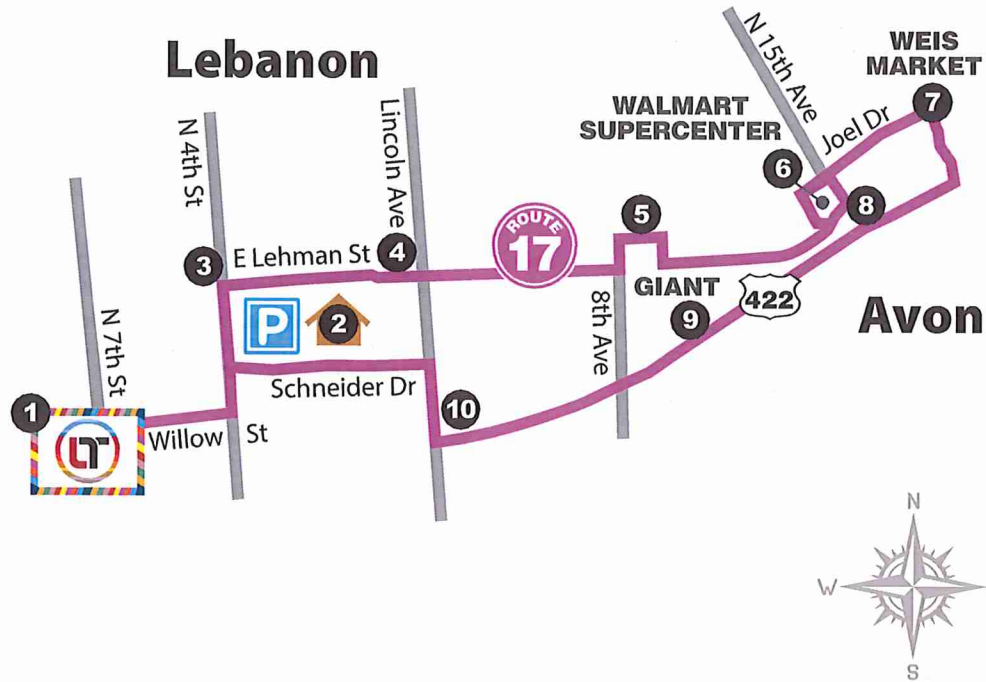 Lebanon
N 15th Ave
WEIS
MARKET
7
N 4th St
Lincoln Ave
WALMART
SUPERCENTER
Joel Dr
6
8
5
ROUTE
17
3
E Lehman St
4
GIANT
422
9
Avon
P
2
8th Ave
N 7th St
Schneider Dr
10
1
LT
Willow St
N
W
S